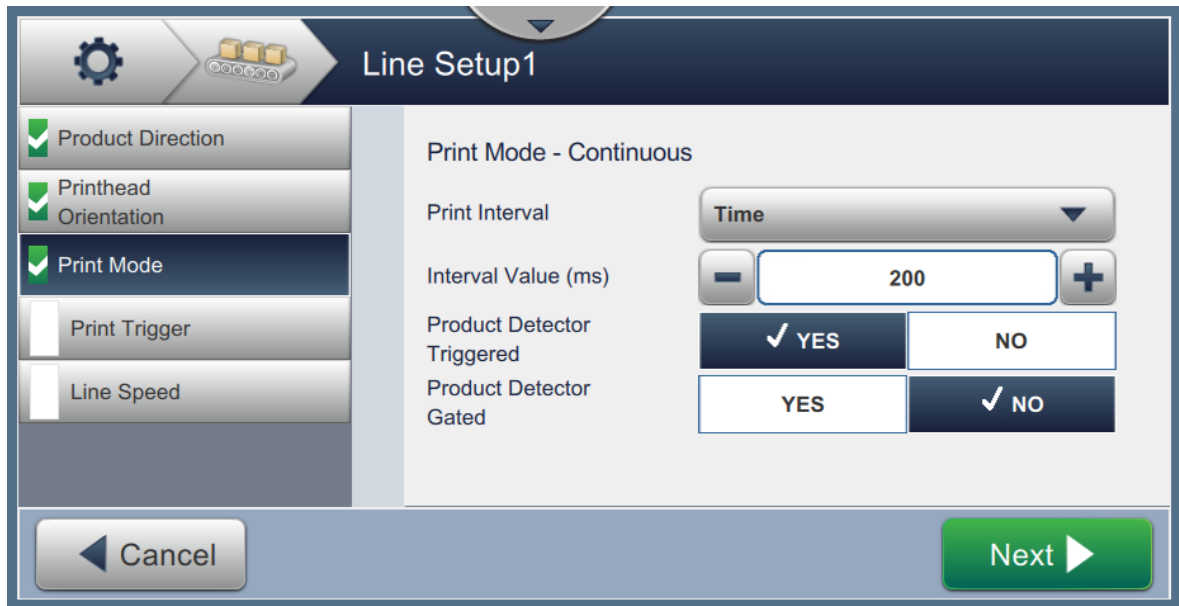 Line Setup1
Product Direction
Printhead
Orientation
Print Mode
Print Trigger
Line Speed
Print Mode - Continuous
Print Interval
Time
Interval Value (ms)
200
Product Detector
Triggered
YES
NO
Product Detector
Gated
YES
NO
Cancel
Next